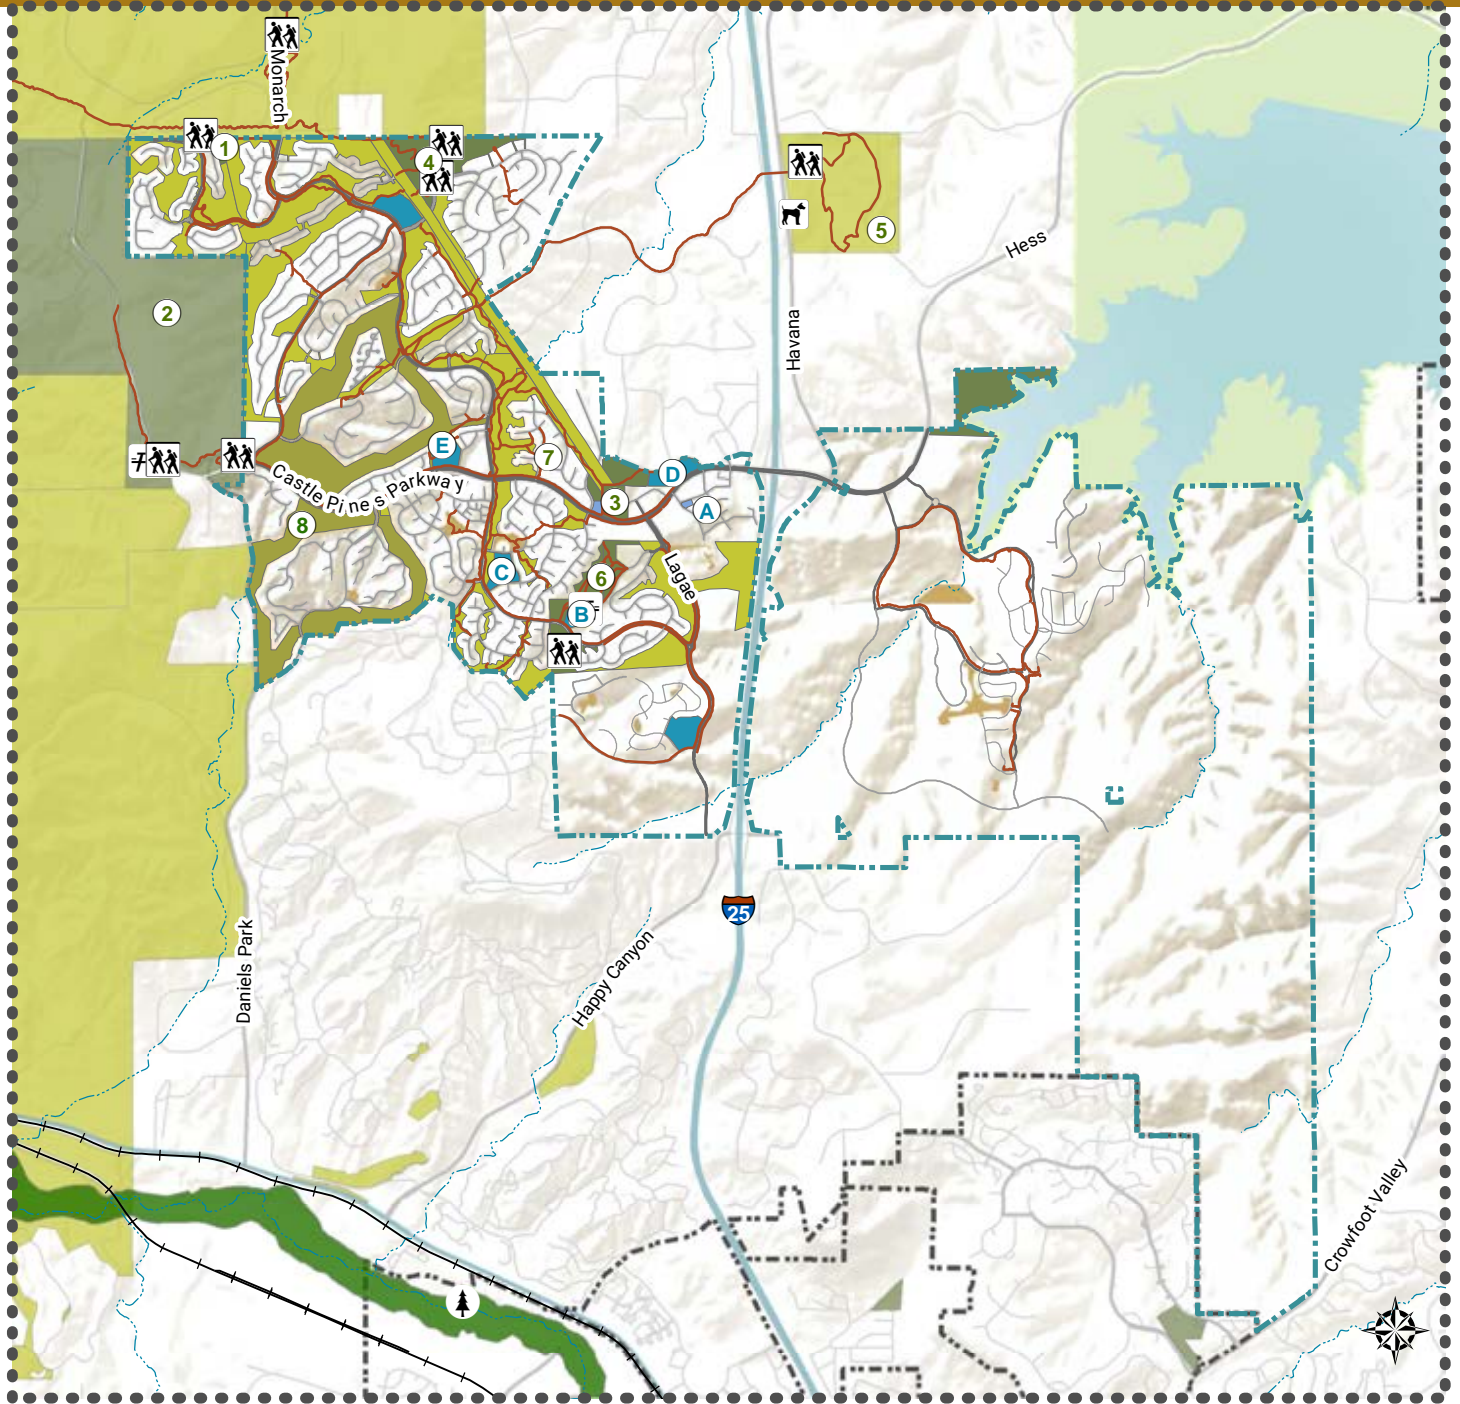 Monarch
1
4
5
Hess
2
Havana
E
7
D
Castle Pines Parkway
3
A
8
C
6
Lagae
B
25
Daniels Park
Happy Canyon
Crowfoot Valley